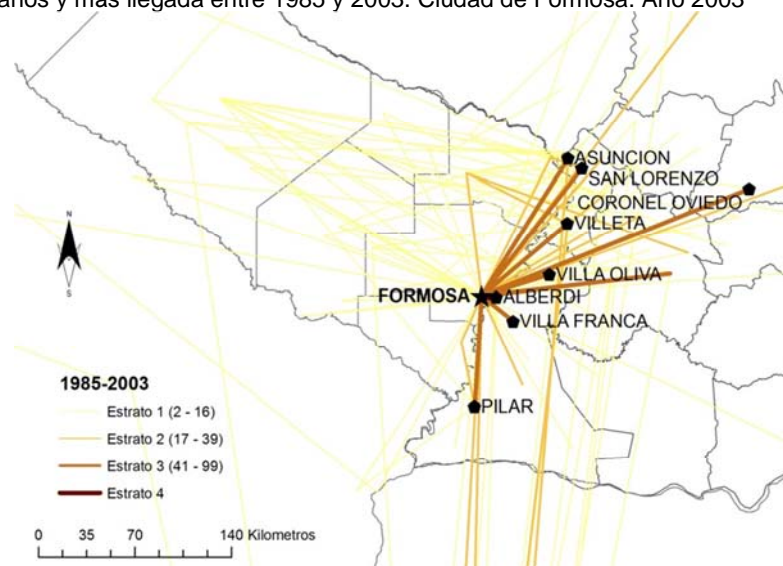 años y más llegada entre 1985 y 2003. Ciudad de Formosa. Año 2003
ASUNCION
SAN LORENZO
CORONEL OVIEDO
VILLETA
N
S
VILLA OLIVA
FORMOSA
ALBERDI
VILLA FRANCA
PILAR
1985-2003
Estrato 1 (2 - 16)
Estrato 2 (17 - 39)
Estrato 3 (41 - 99)
Estrato 4
0 35 70 140 Kilometros